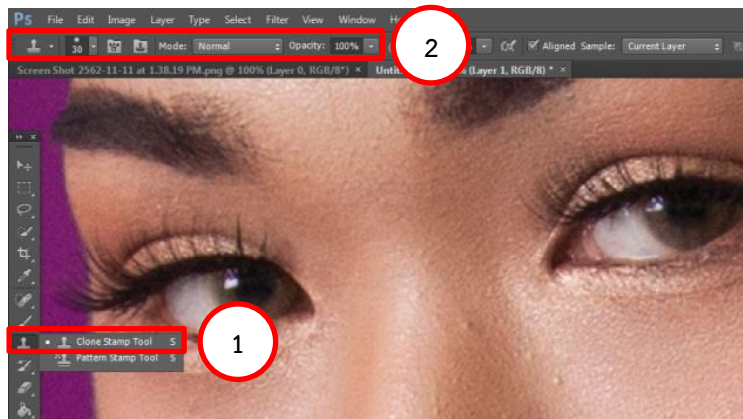 Ps File Edit Image Layer Type Select Filter View Window
30 Mode: Normal Opacity: 100% Aligned Sample: Current Layer
2
Screen Shot 2562-11-11 at 1.38.19 PM.png @ 100% (Layer 0, RGB/8*) × (Layer 1, RGB/8) * ×
Clone Stamp Tool S
1
Pattern Stamp Tool S